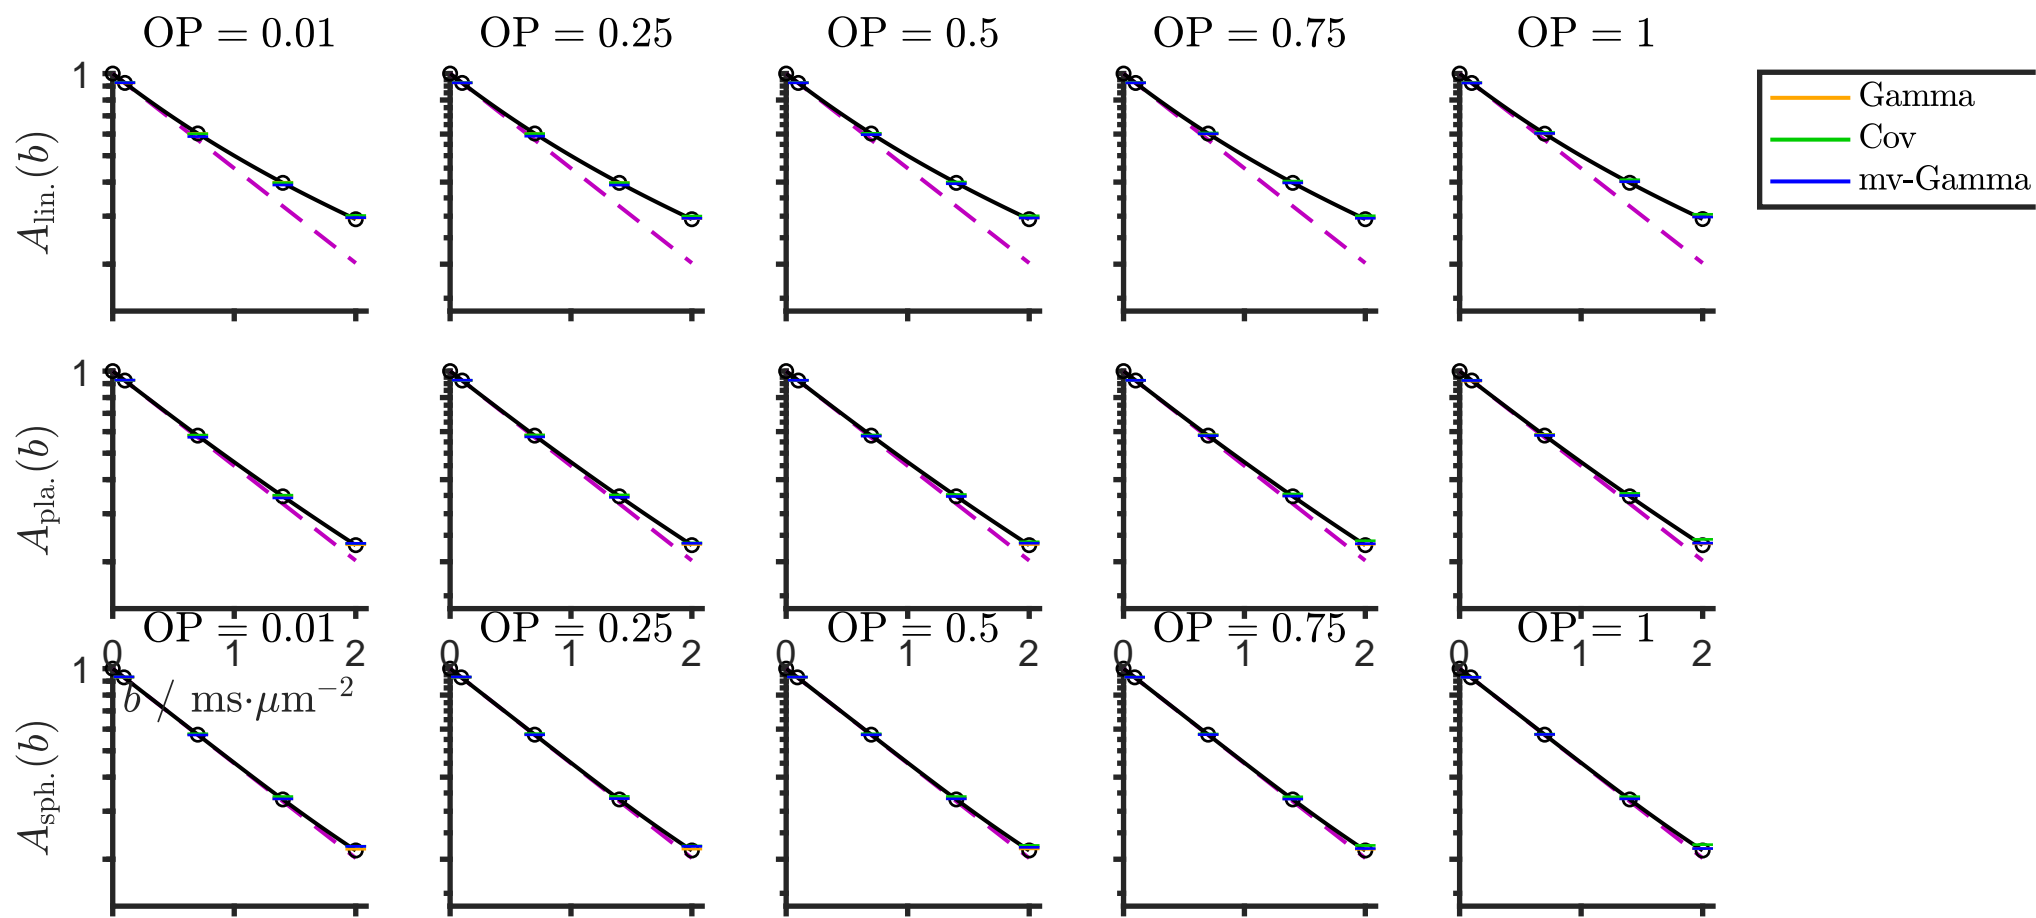 OP = 0.01 OP = 0.25 OP = 0.5 OP = 0.75 OP = 1
1
A_lin.(b)
Gamma
Cov
mv-Gamma
1
A_pla.(b)
OP = 0.01 OP = 0.25 OP = 0.5 OP = 0.75 OP = 1
0 1 2 0 1 2 0 1 2 0 1 2 0 1 2
1
b / ms·μm⁻²
A_sph.(b)